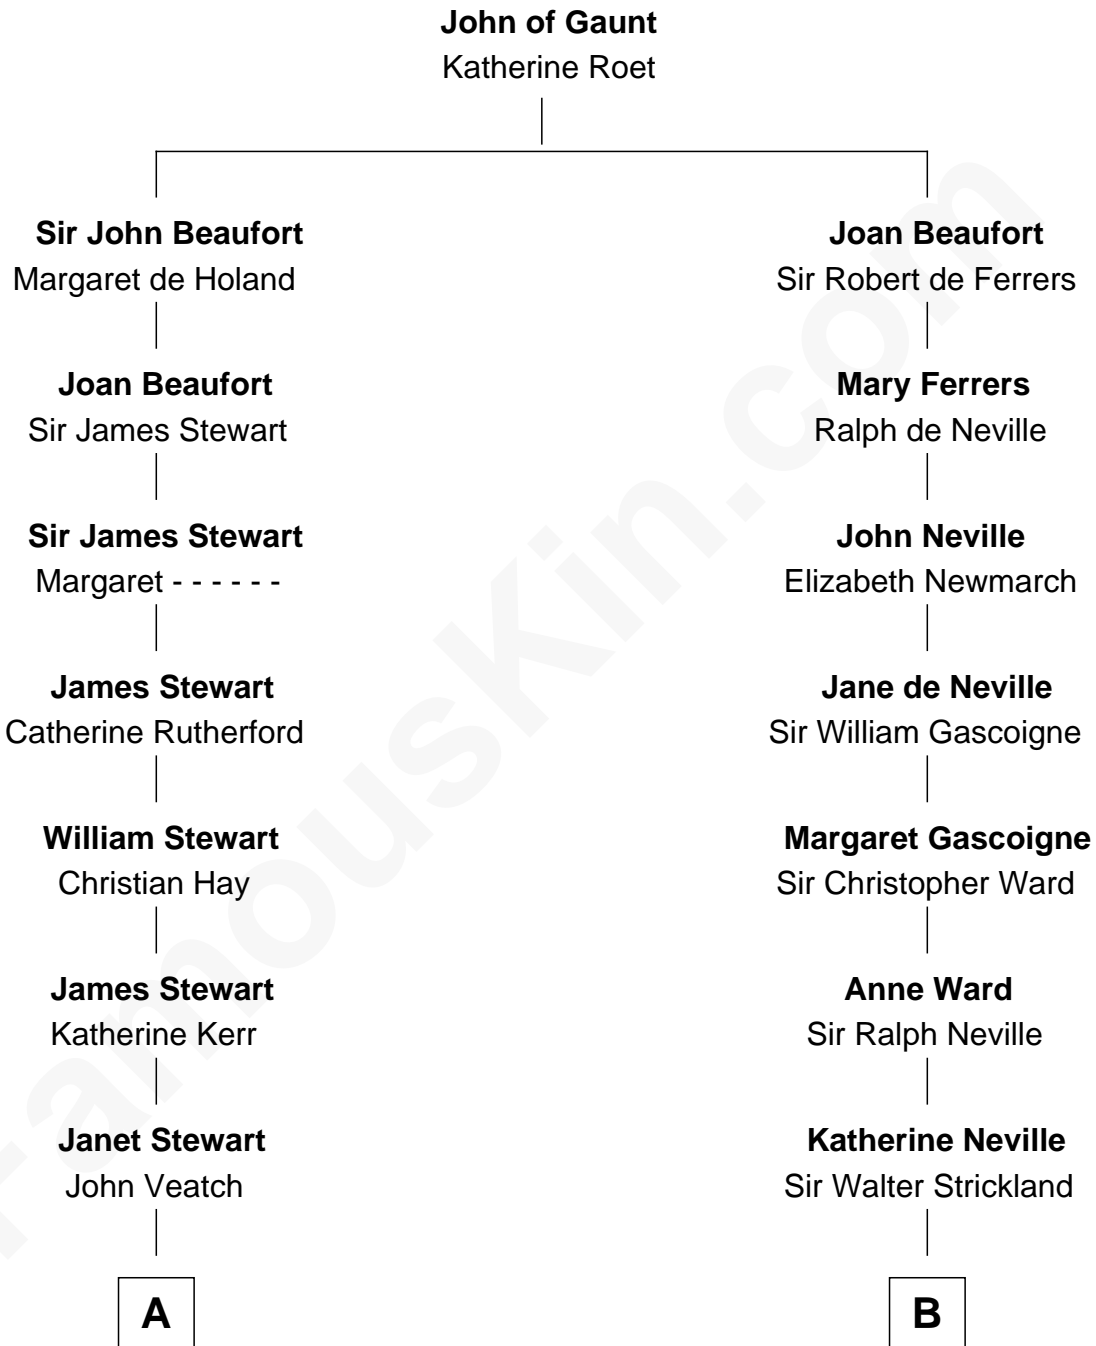 John of Gaunt
Katherine Roet
Sir John Beaufort
Margaret de Holand
Joan Beaufort
Sir James Stewart
Sir James Stewart
Margaret - - - - - -
James Stewart
Catherine Rutherford
William Stewart
Christian Hay
James Stewart
Katherine Kerr
Janet Stewart
John Veatch
A
Joan Beaufort
Sir Robert de Ferrers
Mary Ferrers
Ralph de Neville
John Neville
Elizabeth Newmarch
Jane de Neville
Sir William Gascoigne
Margaret Gascoigne
Sir Christopher Ward
Anne Ward
Sir Ralph Neville
Katherine Neville
Sir Walter Strickland
B
FamousKin.com